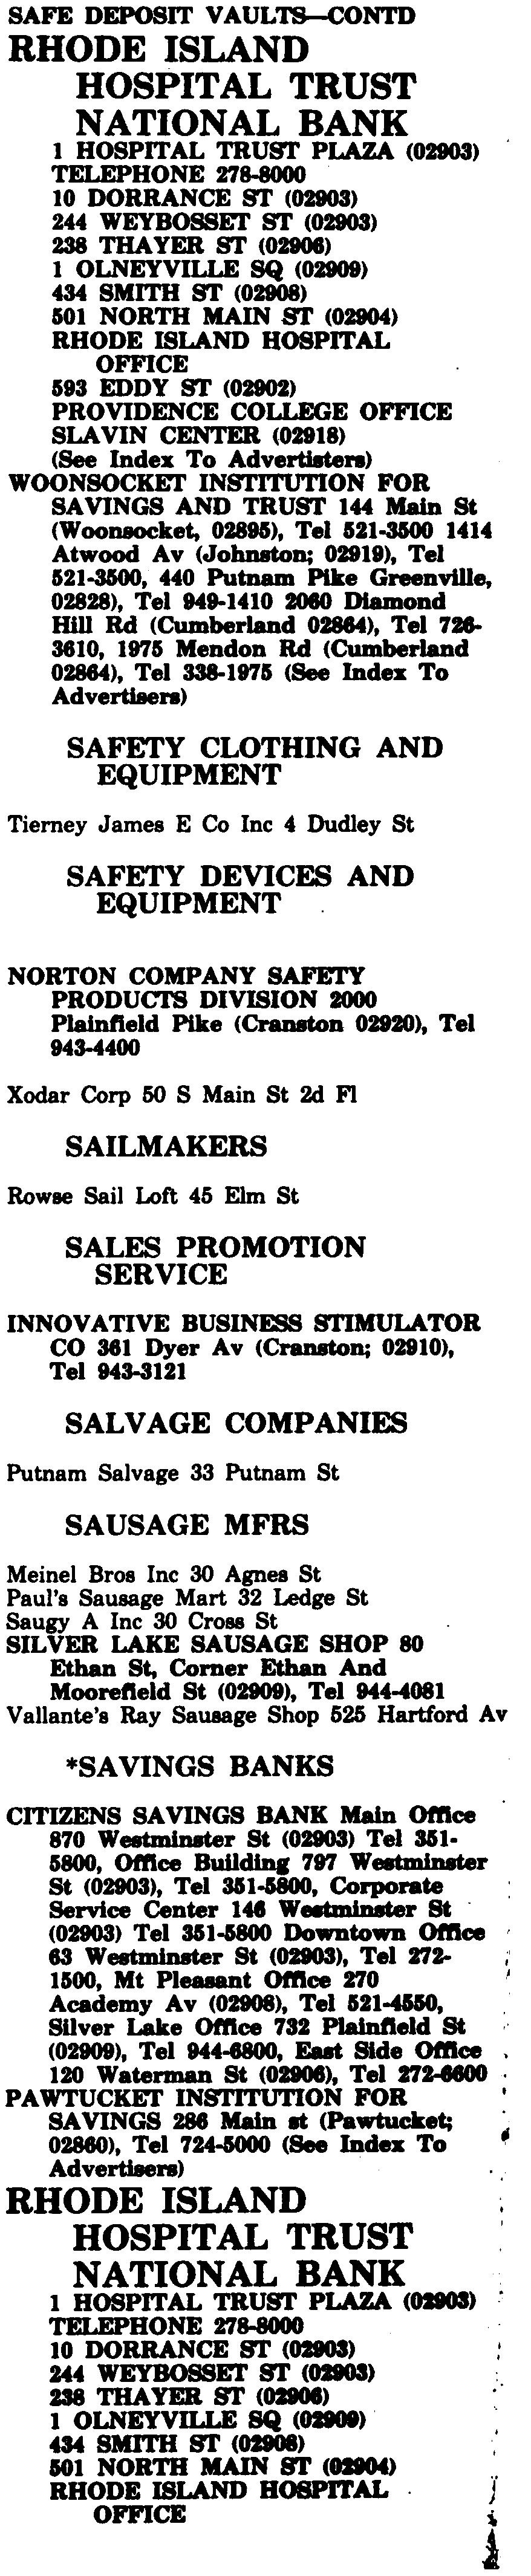 SAFE DEPOSIT VAULTS—CONTD
RHODE ISLAND
HOSPITAL TRUST
NATIONAL BANK
1 HOSPITAL TRUST PLAZA (02903)
TELEPHONE 278-8000
10 DORRANCE ST (02903)
244 WEYBOSSET ST (02903)
238 THAYER ST (02906)
1 OLNEYVILLE SQ (02909)
434 SMITH ST (02908)
501 NORTH MAIN ST (02904)
RHODE ISLAND HOSPITAL
OFFICE
593 EDDY ST (02902)
PROVIDENCE COLLEGE OFFICE
SLAVIN CENTER (02918)
(See Index To Advertisters)
WOONSOCKET INSTITUTION FOR
SAVINGS AND TRUST 144 Main St
(Woonsocket, 02895), Tel 521-3500 1414
Atwood Av (Johnston; 02919), Tel
521-3500, 440 Putnam Pike Greenville,
02828), Tel 949-1410 2060 Diamond
Hill Rd (Cumberland 02864), Tel 726-
3610, 1975 Mendon Rd (Cumberland
02864), Tel 338-1975 (See Index To
Advertisers)
SAFETY CLOTHING AND
EQUIPMENT
Tierney James E Co Inc 4 Dudley St
SAFETY DEVICES AND
EQUIPMENT
NORTON COMPANY SAFETY
PRODUCTS DIVISION 2000
Plainfield Pike (Cranston 02920), Tel
943-4400
Xodar Corp 50 S Main St 2d Fl
SAILMAKERS
Rowse Sail Loft 45 Elm St
SALES PROMOTION
SERVICE
INNOVATIVE BUSINESS STIMULATOR
CO 361 Dyer Av (Cranston; 02910),
Tel 943-3121
SALVAGE COMPANIES
Putnam Salvage 33 Putnam St
SAUSAGE MFRS
Meinel Bros Inc 30 Agnes St
Paul's Sausage Mart 32 Ledge St
Saugy A Inc 30 Cross St
SILVER LAKE SAUSAGE SHOP 80
Ethan St, Corner Ethan And
Moorefield St (02909), Tel 944-4081
Vallante's Ray Sausage Shop 525 Hartford Av
*SAVINGS BANKS
CITIZENS SAVINGS BANK Main Office
870 Westminster St (02903) Tel 351-
5800, Office Building 797 Westminster
St (02903), Tel 351-5800, Corporate
Service Center 146 Westminster St
(02903) Tel 351-5800 Downtown Office
63 Westminster St (02903), Tel 272-
1500, Mt Pleasant Office 270
Academy Av (02908), Tel 521-4550,
Silver Lake Office 732 Plainfield St
(02909), Tel 944-6800, East Side Office
120 Waterman St (02906), Tel 272-6600
PAWTUCKET INSTITUTION FOR
SAVINGS 286 Main st (Pawtucket;
02860), Tel 724-5000 (See Index To
Advertisers)
RHODE ISLAND
HOSPITAL TRUST
NATIONAL BANK
1 HOSPITAL TRUST PLAZA (02903)
TELEPHONE 278-8000
10 DORRANCE ST (02903)
244 WEYBOSSET ST (02903)
238 THAYER ST (02906)
1 OLNEYVILLE SQ (02909)
434 SMITH ST (02908)
501 NORTH MAIN ST (02904)
RHODE ISLAND HOSPITAL
OFFICE